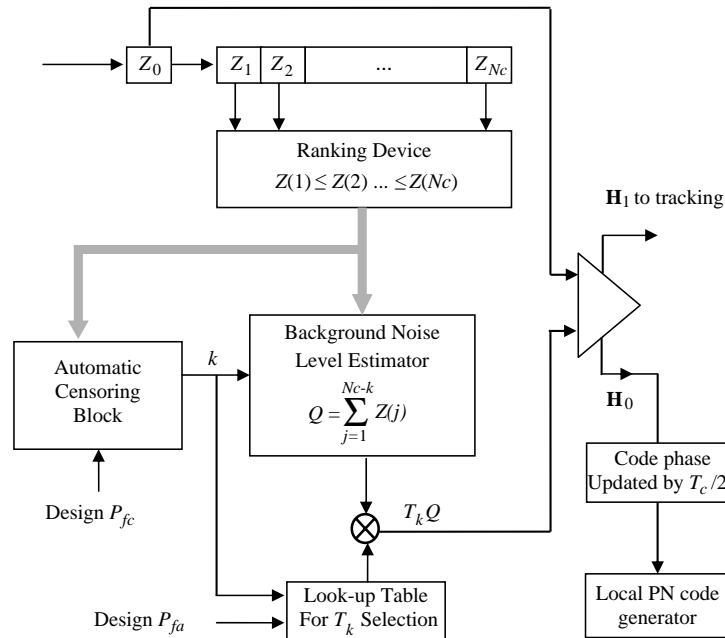 Z0 Z1 Z2 ... ZNc
Ranking Device
Z(1) ≤ Z(2) ... ≤ Z(Nc)
H1 to tracking
Automatic
Censoring
Block
k
Background Noise
Level Estimator
Q = ∑ Z(j)
Nc-k
j=1
H0
Design Pfc
TkQ
Code phase
Updated by Tc/2
Look-up Table
For Tk Selection
Design Pfa
Local PN code
generator